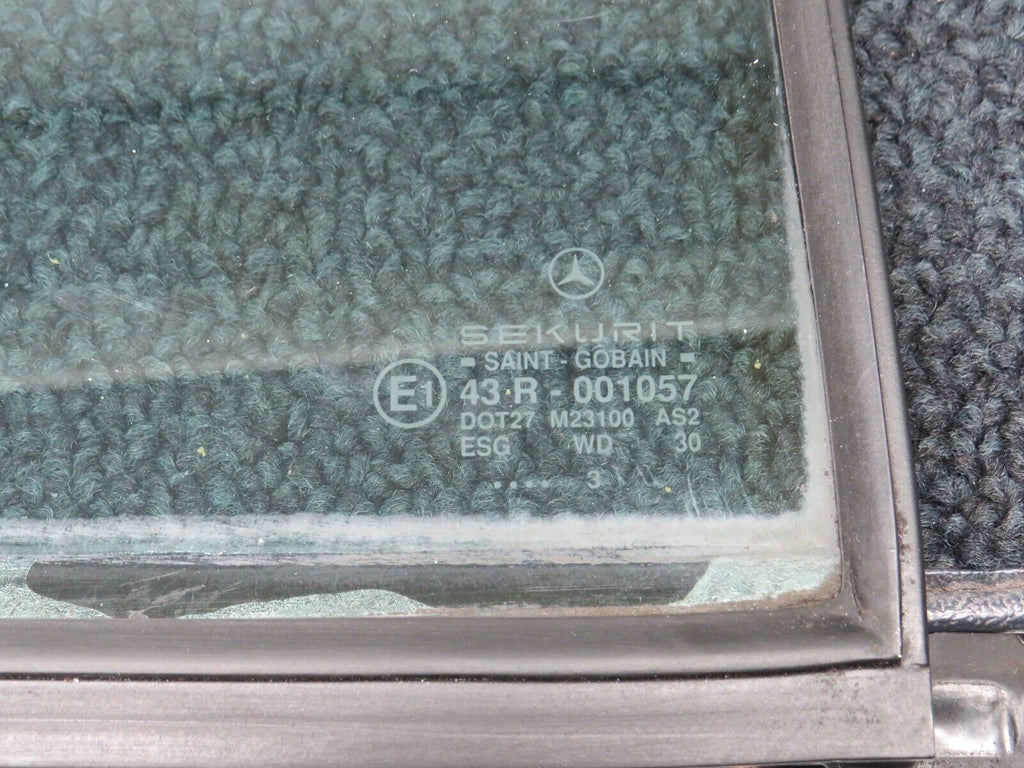 SEKURIT
- SAINT - GOBAIN -
E1
43 R - 001057
DOT27 M23100 AS2
ESG WD 30
.... 3